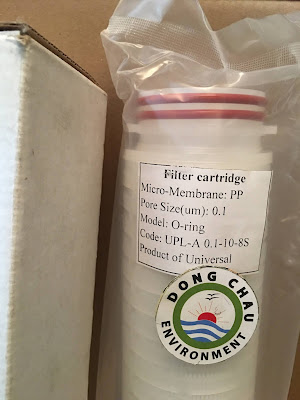 Filter cartridge
Micro-Membrane: PP
Pore Size(um): 0.1
Model: O-ring
Code: UPL-A 0.1-10-8S
Product of Universal
DONG CHAU
ENVIRONMENT